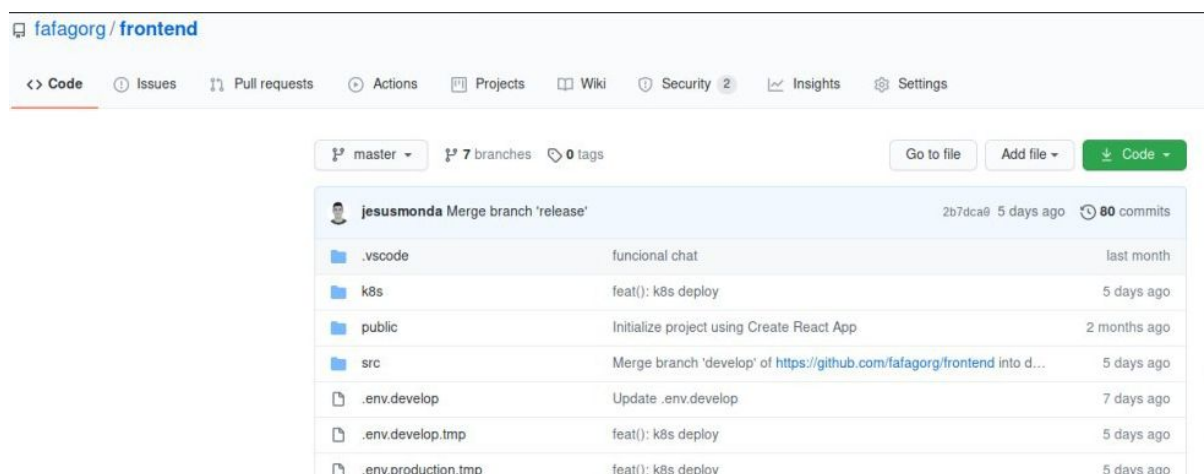 fafagorg / frontend
<> Code Issues Pull requests Actions Projects Wiki Security 2 Insights Settings
master 7 branches 0 tags Go to file Add file Code
jesusmonda Merge branch 'release' 2b7dca0 5 days ago 80 commits
.vscode funcional chat last month
k8s feat(): k8s deploy 5 days ago
public Initialize project using Create React App 2 months ago
src Merge branch 'develop' of https://github.com/fafagorg/frontend into d... 5 days ago
.env.develop Update .env.develop 7 days ago
.env.develop.tmp feat(): k8s deploy 5 days ago
.env.production.tmp feat(): k8s deploy 5 days ago